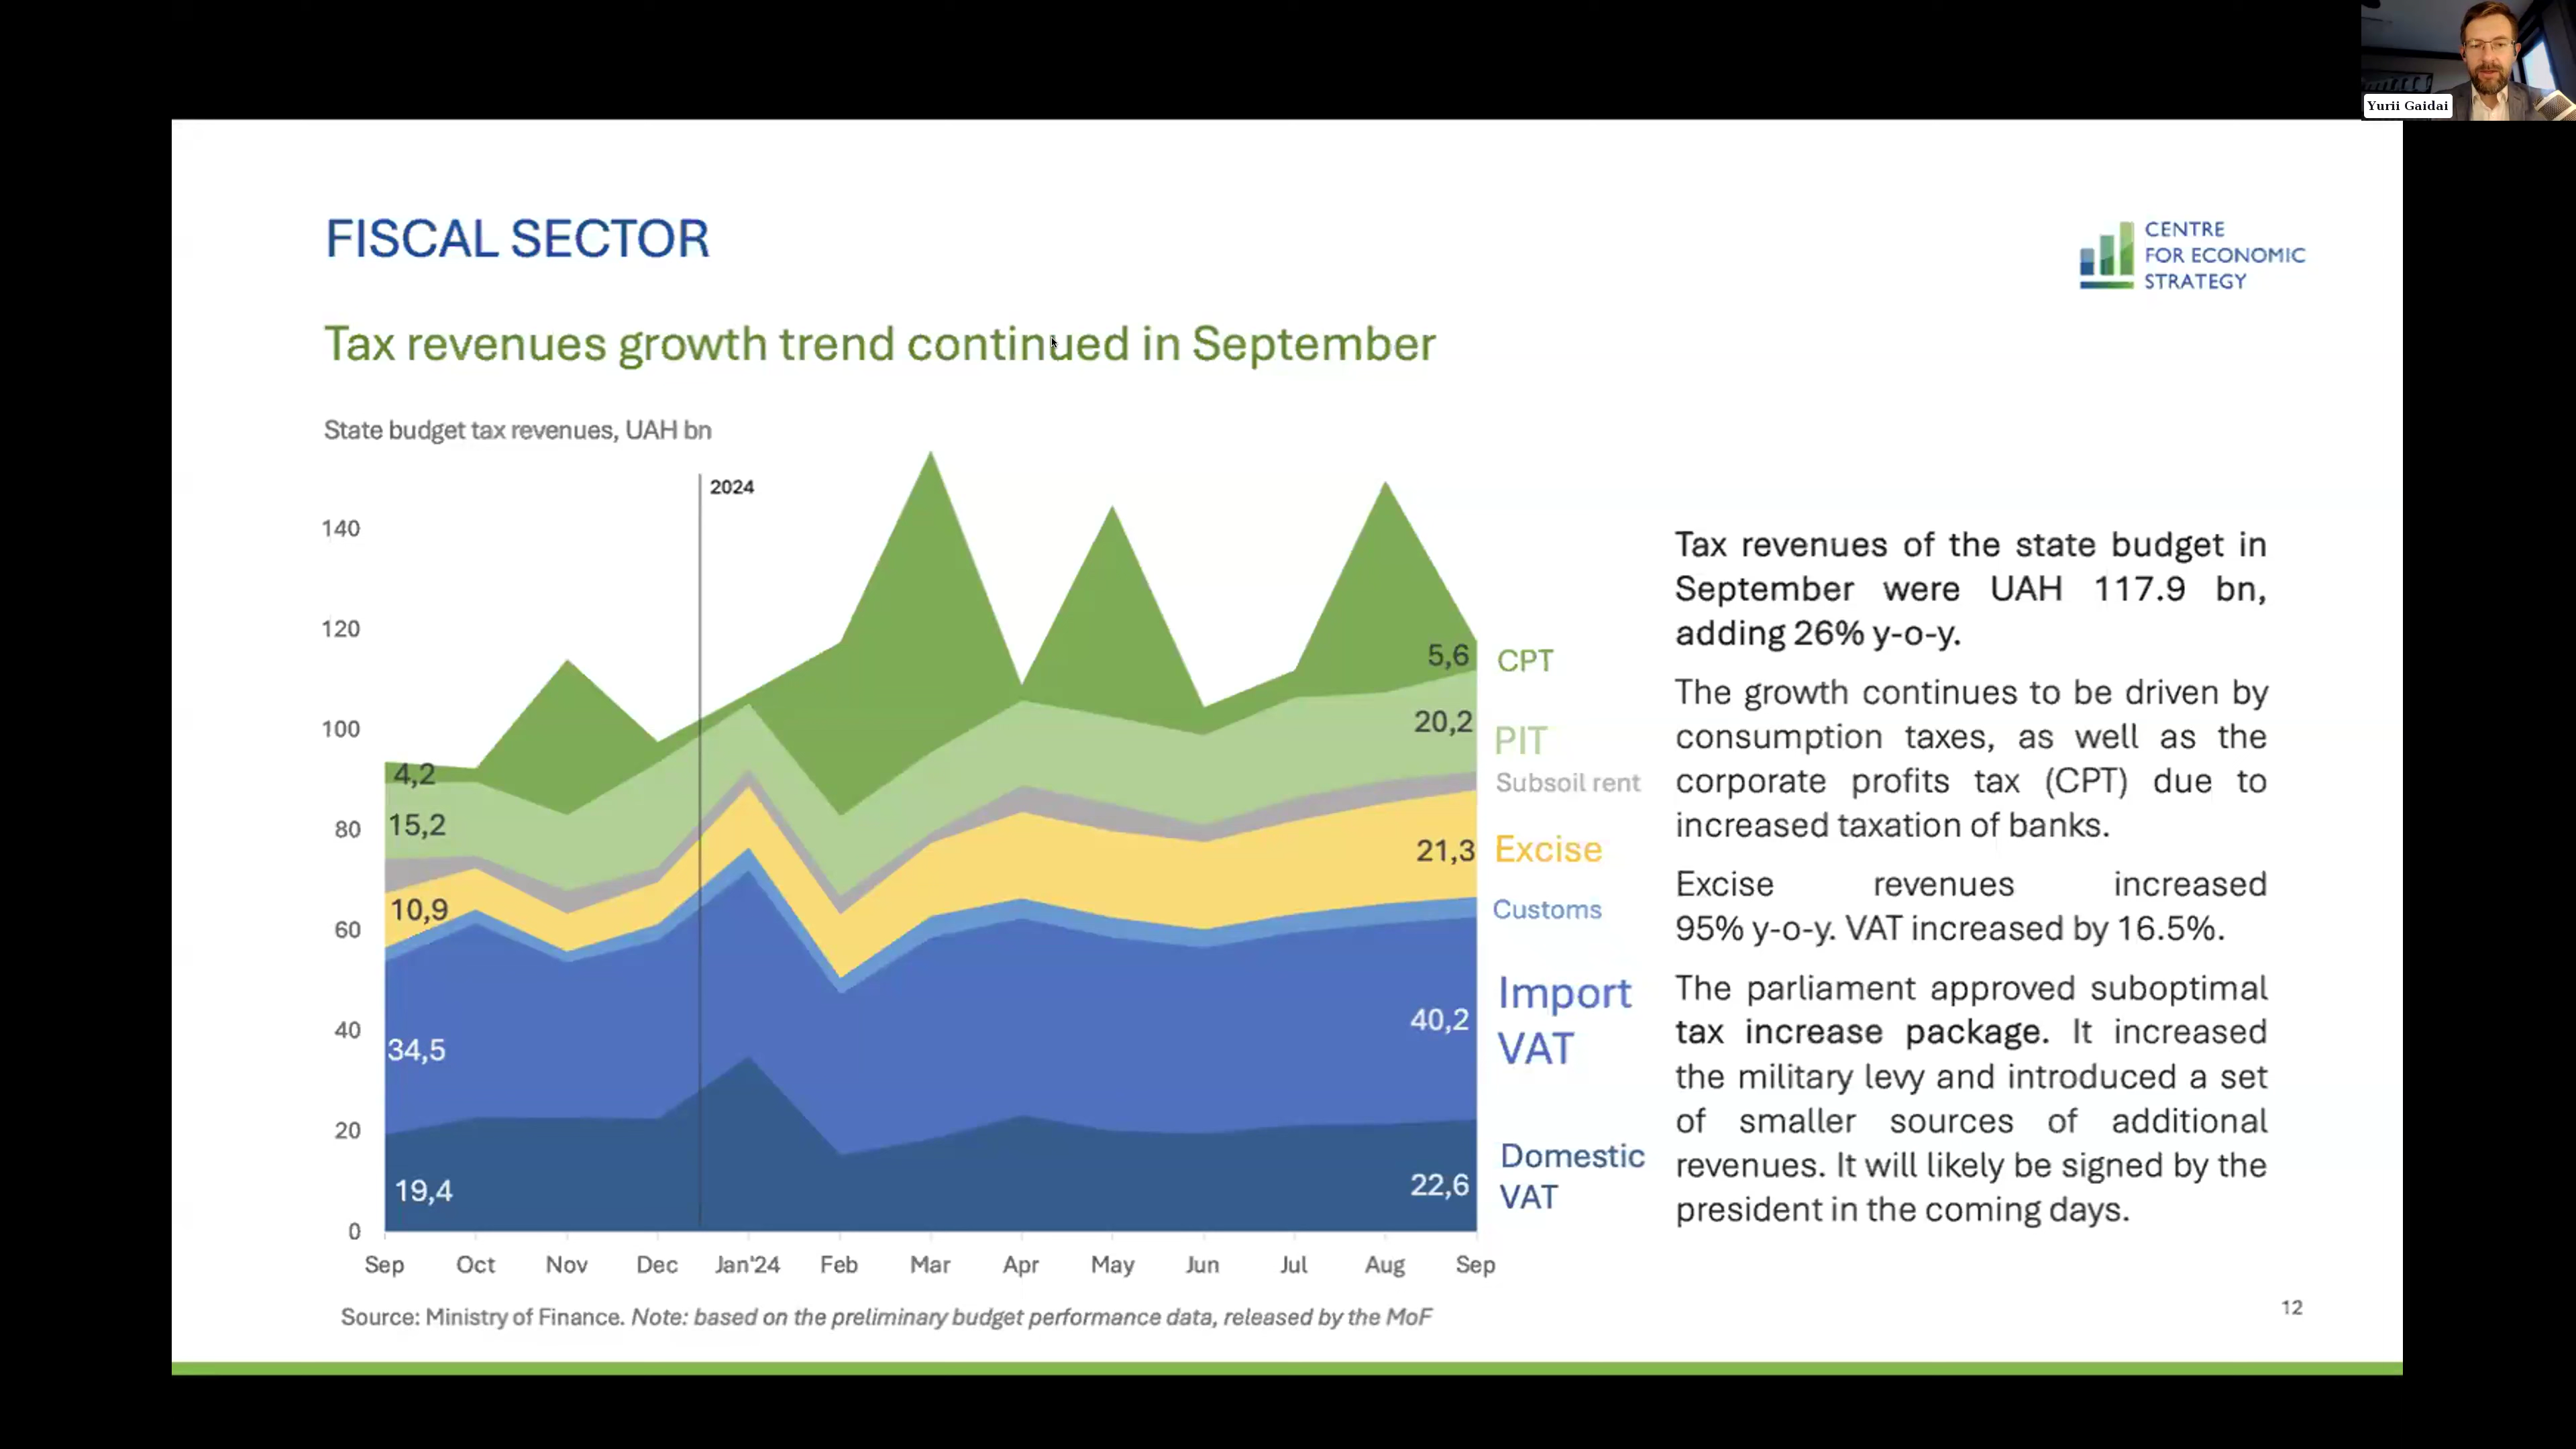 Yurii Gaidai
FISCAL SECTOR
CENTRE
FOR ECONOMIC
STRATEGY
Tax revenues growth trend continued in September
State budget tax revenues, UAH bn
2024
140
120
100
80
60
40
20
0
4,2
15,2
10,9
34,5
19,4
5,6
20,2
21,3
40,2
22,6
CPT
PIT
Subsoil rent
Excise
Customs
Import
VAT
Domestic
VAT
Sep Oct Nov Dec Jan'24 Feb Mar Apr May Jun Jul Aug Sep
Tax revenues of the state budget in
September were UAH 117.9 bn,
adding 26% y-o-y.
The growth continues to be driven by
consumption taxes, as well as the
corporate profits tax (CPT) due to
increased taxation of banks.
Excise revenues increased
95% y-o-y. VAT increased by 16.5%.
The parliament approved suboptimal
tax increase package. It increased
the military levy and introduced a set
of smaller sources of additional
revenues. It will likely be signed by the
president in the coming days.
Source: Ministry of Finance. Note: based on the preliminary budget performance data, released by the MoF
12